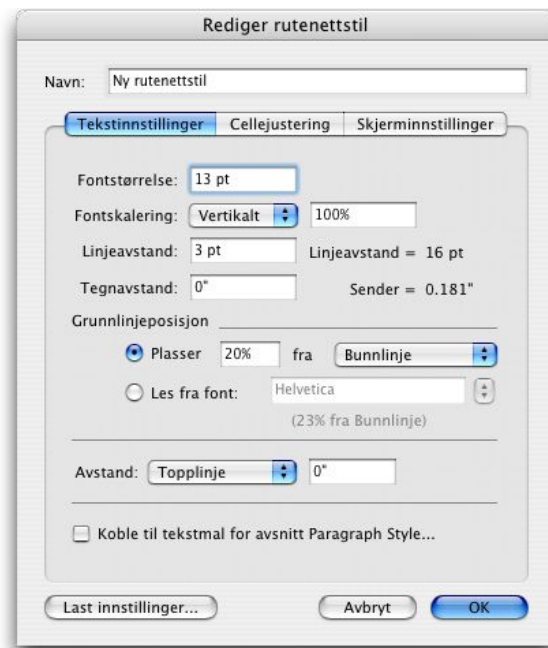 Rediger rutenettstil
Navn: Ny rutenettstil
Tekstinnstillinger Cellejustering Skjerminnstillinger
Fontstørrelse: 13 pt
Fontskalering: Vertikalt 100%
Linjeavstand: 3 pt Linjeavstand = 16 pt
Tegnavstand: 0" Sender = 0.181"
Grunnlinjeposisjon
Plasser 20% fra Bunnlinje
Les fra font: Helvetica
(23% fra Bunnlinje)
Avstand: Topplinje 0"
Koble til tekstmal for avsnitt Paragraph Style...
Last innstillinger... Avbryt OK